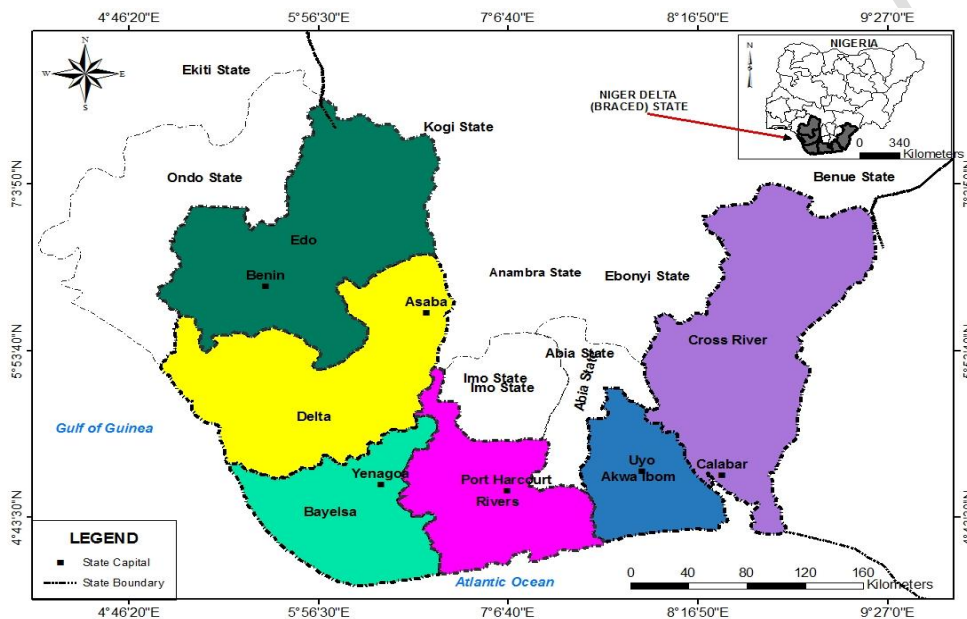 4°46'20"E
5°56'30"E
7°6'40"E
8°16'50"E
9°27'0"E
N
W
E
S
Ekiti State
Kogi State
NIGER DELTA
(BRACED) STATE
NIGERIA
N
0 340
Kilometers
7°3'50"N
Ondo State
Benue State
Edo
Benin
Anambra State
Ebonyi State
Asaba
5°53'40"N
Cross River
Abia State
Imo State
Imo State
Abia State
Gulf of Guinea
Delta
Yenagoa
Bayelsa
Port Harcourt
Rivers
Uyo
Akwa Ibom
Calabar
4°43'30"N
LEGEND
State Capital
State Boundary
Atlantic Ocean
0 40 80 120 160
Kilometers
4°46'20"E
5°56'30"E
7°6'40"E
8°16'50"E
9°27'0"E